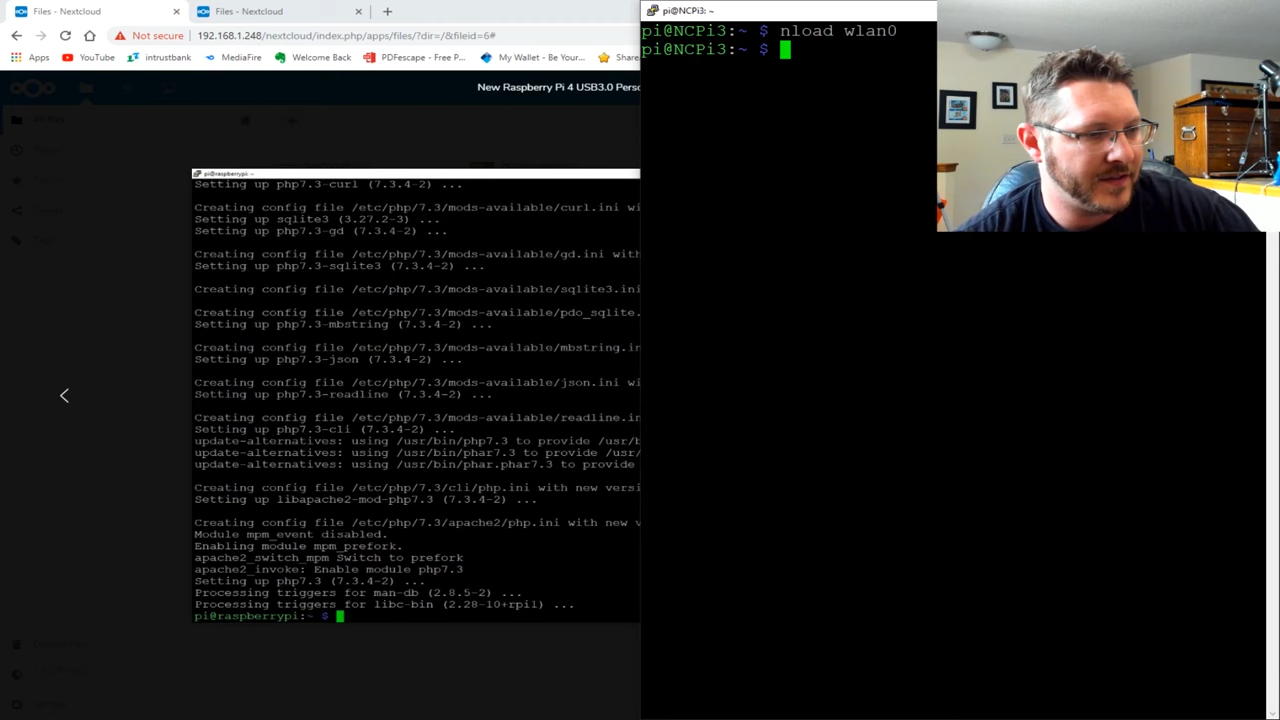 Files - Nextcloud
Files - Nextcloud
Not secure
192.168.1.248/nextcloud/index.php/apps/files/?dir=/&fileid=6#
Apps
YouTube
intrustbank
MediaFire
Welcome Back
PDFescape - Free P...
My Wallet - Be Your...
Share
New Raspberry Pi 4 USB3.0 Perso
All files
Tags
pi@raspberrypi: ~
Setting up php7.3-curl (7.3.4-2) ...
Creating config file /etc/php/7.3/mods-available/curl.ini wi
Setting up sqlite3 (3.27.2-3) ...
Setting up php7.3-gd (7.3.4-2) ...
Creating config file /etc/php/7.3/mods-available/gd.ini with
Setting up php7.3-sqlite3 (7.3.4-2) ...
Creating config file /etc/php/7.3/mods-available/sqlite3.ini
Creating config file /etc/php/7.3/mods-available/pdo_sqlite.
Setting up php7.3-mbstring (7.3.4-2) ...
Creating config file /etc/php/7.3/mods-available/mbstring.in
Setting up php7.3-json (7.3.4-2) ...
Creating config file /etc/php/7.3/mods-available/json.ini wi
Setting up php7.3-readline (7.3.4-2) ...
Creating config file /etc/php/7.3/mods-available/readline.in
Setting up php7.3-cli (7.3.4-2) ...
update-alternatives: using /usr/bin/php7.3 to provide /usr/b
update-alternatives: using /usr/bin/phar7.3 to provide /usr/
update-alternatives: using /usr/bin/phar.phar7.3 to provide
Creating config file /etc/php/7.3/cli/php.ini with new versi
Setting up libapache2-mod-php7.3 (7.3.4-2) ...
Creating config file /etc/php/7.3/apache2/php.ini with new v
Module mpm_event disabled.
Enabling module mpm_prefork.
apache2_switch_mpm Switch to prefork
apache2_invoke: Enable module php7.3
Setting up php7.3 (7.3.4-2) ...
Processing triggers for man-db (2.8.5-2) ...
Processing triggers for libc-bin (2.28-10+rpi1) ...
pi@raspberrypi:~ $
pi@NCPi3: ~
pi@NCPi3:~ $ nload wlan0
pi@NCPi3:~ $